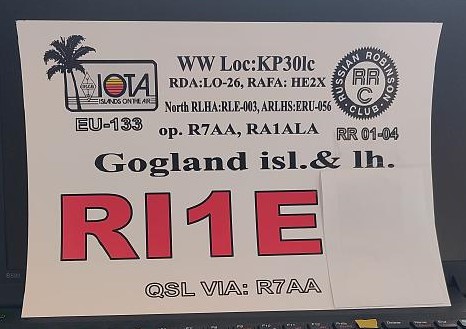 WW Loc:KP30lc
RDA:LO-26, RAFA: HE2X
North RLHA:RLE-003, ARLHS:ERU-056
op. R7AA, RA1ALA
IOTA
ISLANDS ON THE AIR
EU-133
RUSSIAN ROBINSON
CLUB
RR
C
RR 01-04
Gogland isl.& lh.
RI1E
QSL VIA: R7AA